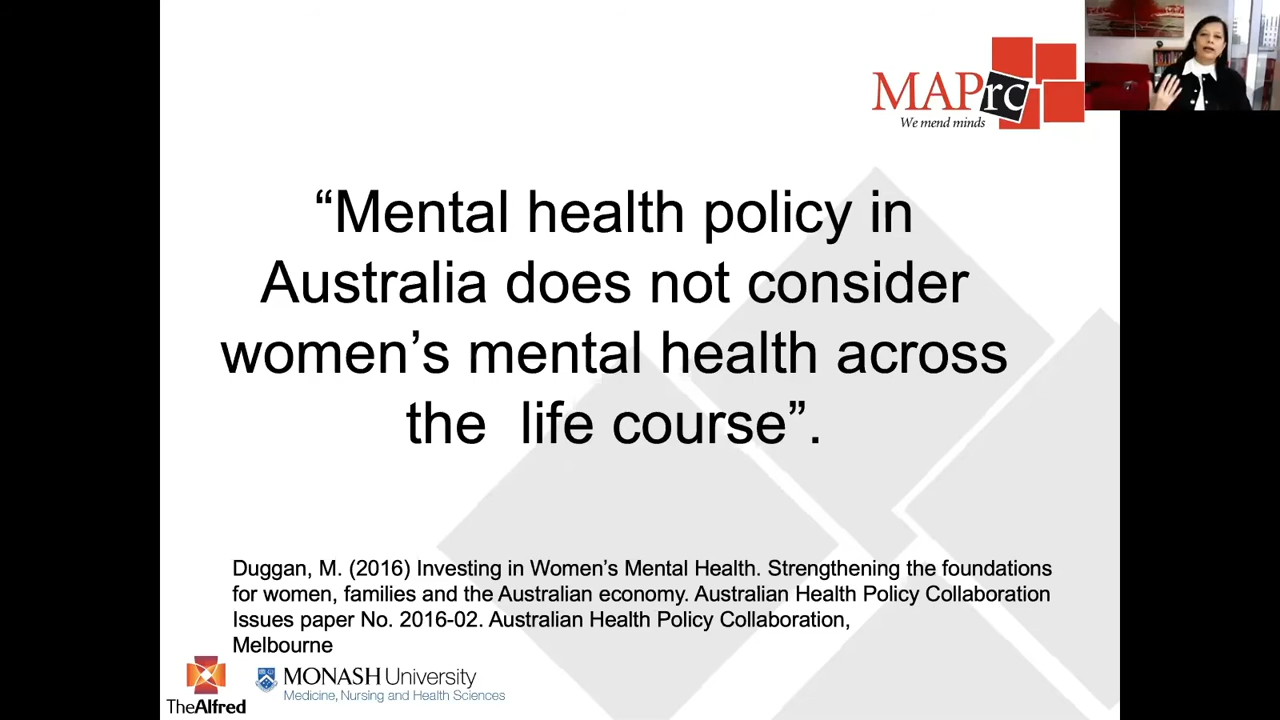 MAPrc
We mend minds
“Mental health policy in
Australia does not consider
women’s mental health across
the  life course”.
Duggan, M. (2016) Investing in Women’s Mental Health. Strengthening the foundations
for women, families and the Australian economy. Australian Health Policy Collaboration
Issues paper No. 2016-02. Australian Health Policy Collaboration,
Melbourne
TheAlfred
MONASH University
Medicine, Nursing and Health Sciences